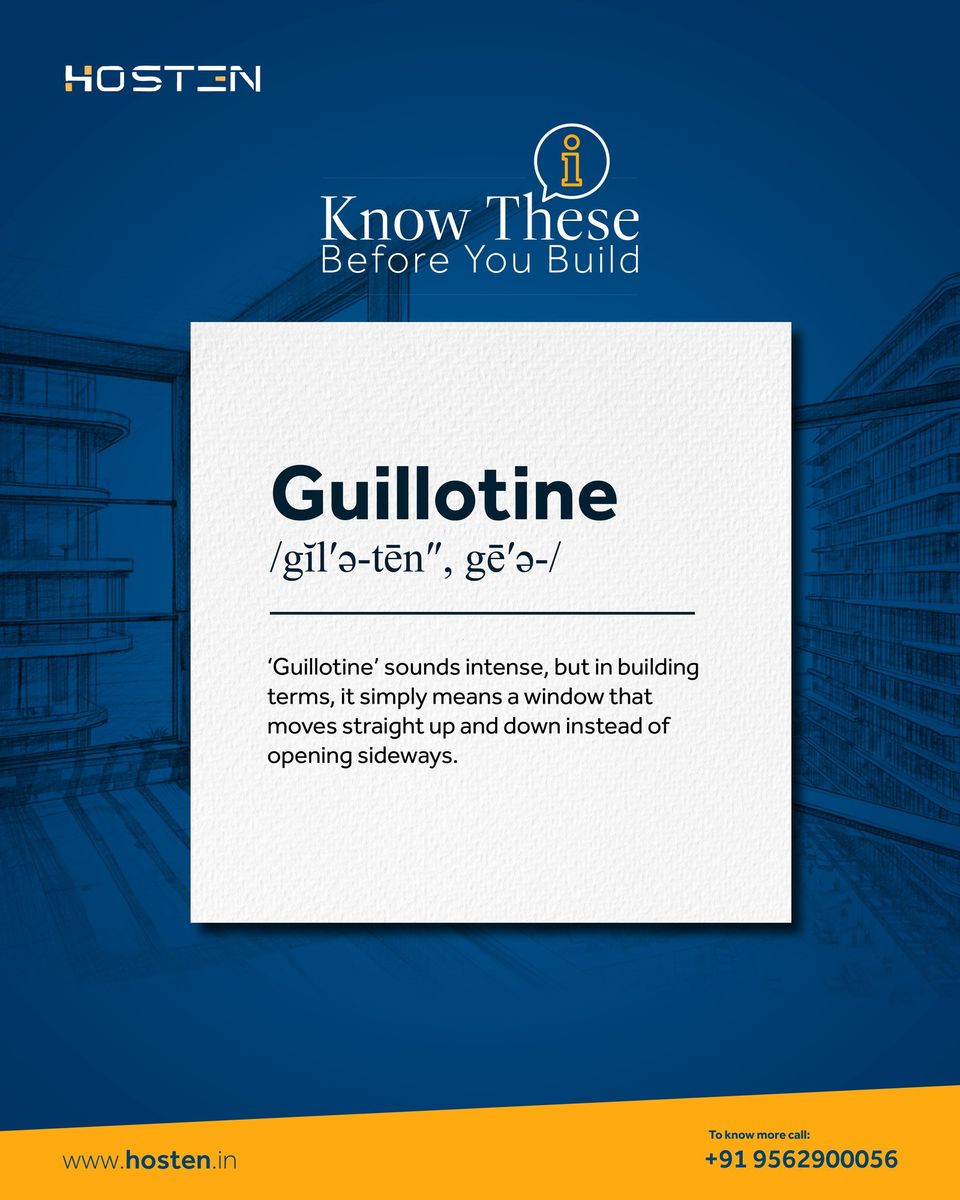 HOSTEN
i
Know These
Before You Build
Guillotine
/gĭl′ə-tēn″, gē′ə-/
‘Guillotine’ sounds intense, but in building
terms, it simply means a window that
moves straight up and down instead of
opening sideways.
To know more call:
www.hosten.in
+91 9562900056